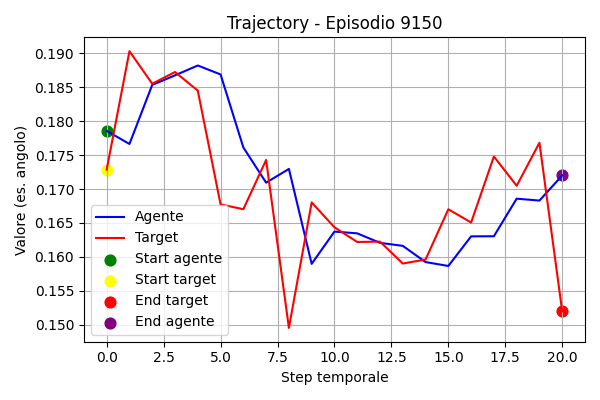 Trajectory - Episodio 9150
Valore (es. angolo)
0.190
0.185
0.180
0.175
0.170
0.165
0.160
0.155
0.150
Agente
Target
Start agente
Start target
End target
End agente
0.0 2.5 5.0 7.5 10.0 12.5 15.0 17.5 20.0
Step temporale